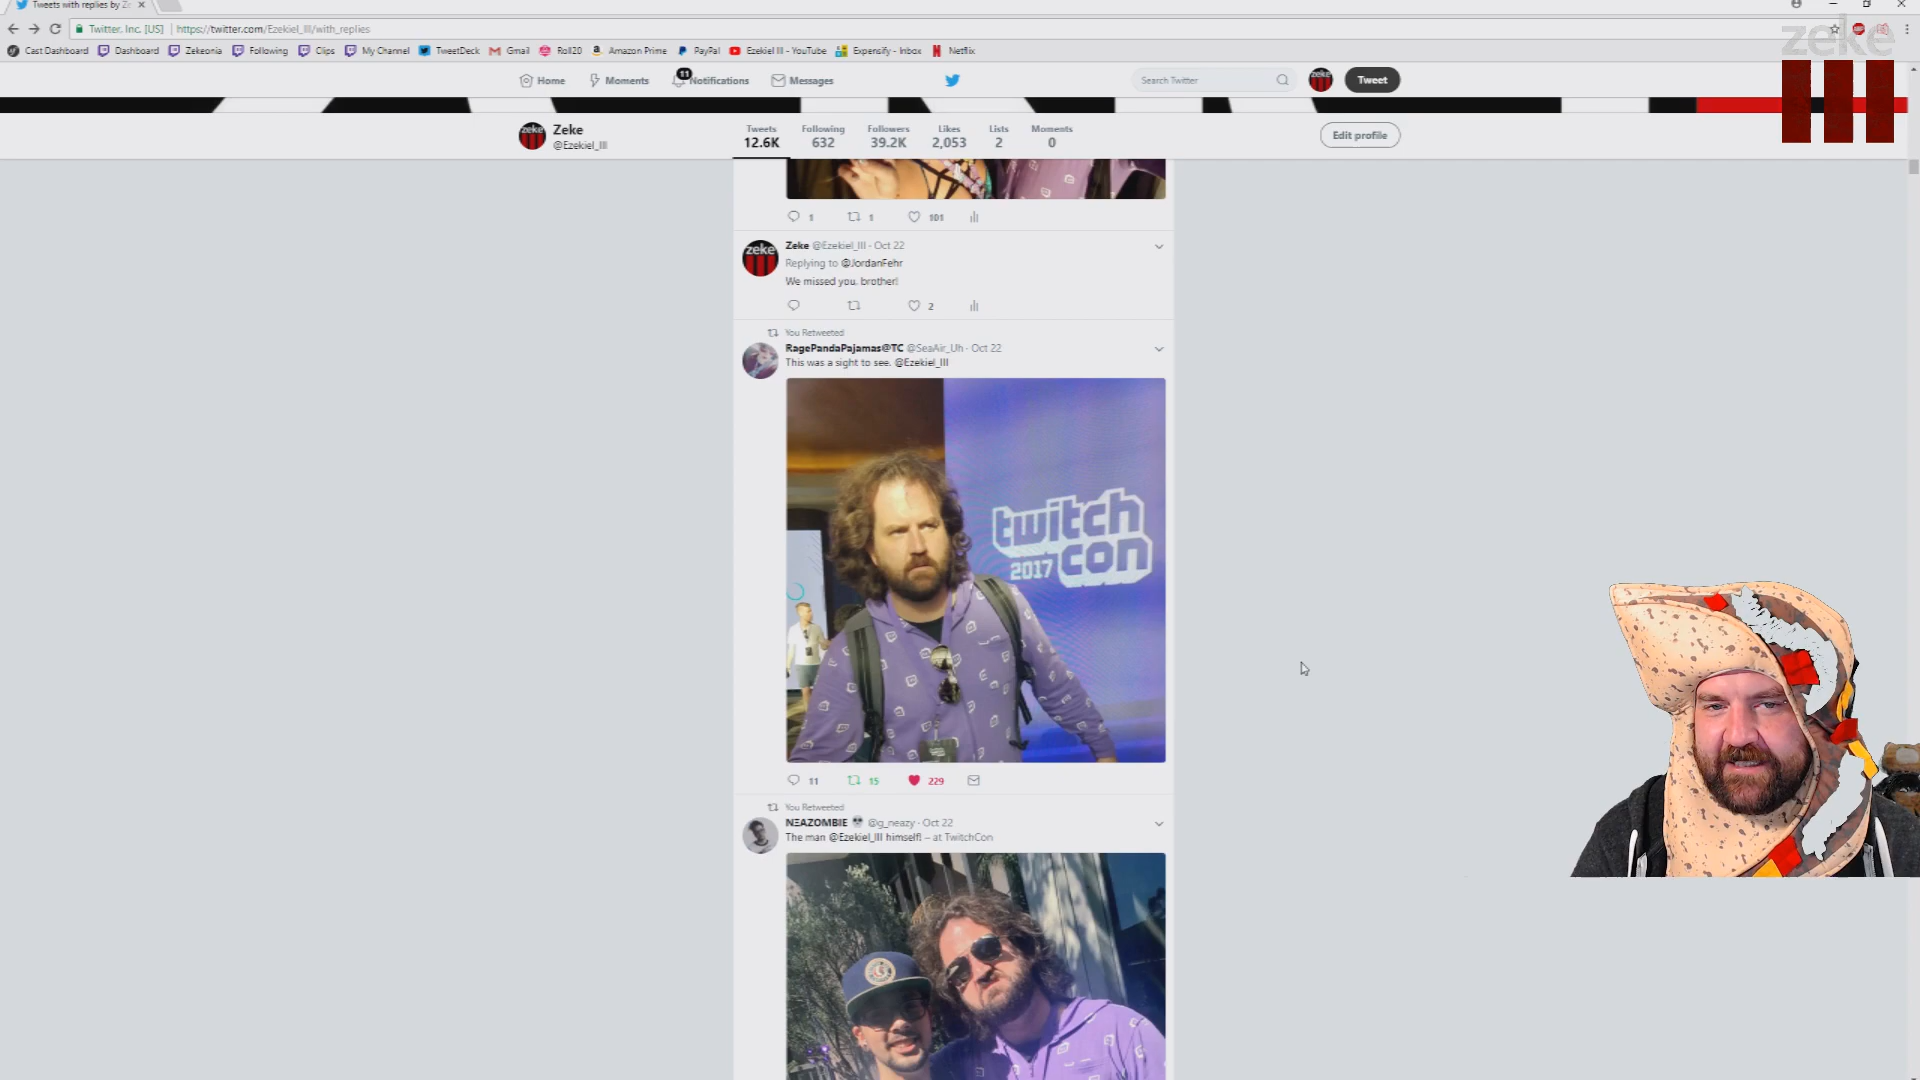 Tweets with replies by Ze
Twitter, Inc. [US] | https://twitter.com/Ezekiel_III/with_replies
Cast Dashboard Dashboard Zekeonia Following Clips My Channel TweetDeck Gmail Roll20 Amazon Prime PayPal Ezekiel III - YouTube Expensify - Inbox Netflix
zeke
Home Moments 11 Notifications Messages Search Twitter Tweet
III
Zeke
@Ezekiel_III
Tweets Following Followers Likes Lists Moments
12.6K 632 39.2K 2,053 2 0
Edit profile
1 1 101
zeke
Zeke @Ezekiel_III - Oct 22
Replying to @JordanFehr
We missed you, brother!
2
You Retweeted
RagePandaPajamas@TC @SeaAir_Uh - Oct 22
This was a sight to see. @Ezekiel_III
twitch
con
2017
11 15 229
You Retweeted
NΞAZOMBIE 💀 @g_neazy - Oct 22
The man @Ezekiel_III himself! – at TwitchCon